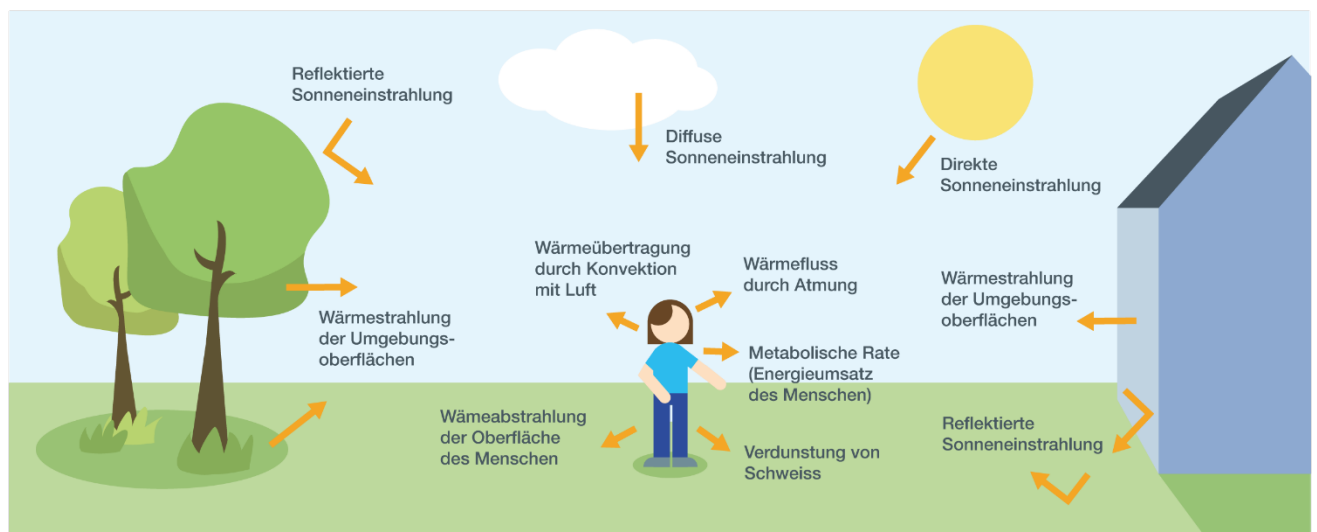 Reflektierte
Sonneneinstrahlung
Diffuse
Sonneneinstrahlung
Direkte
Sonneneinstrahlung
Wärmeübertragung
durch Konvektion
mit Luft
Wärmefluss
durch Atmung
Wärmestrahlung
der Umgebungs-
oberflächen
Wärmestrahlung
der Umgebungs-
oberflächen
Metabolische Rate
(Energieumsatz
des Menschen)
Wämeabstrahlung
der Oberfläche
des Menschen
Verdunstung von
Schweiss
Reflektierte
Sonneneinstrahlung